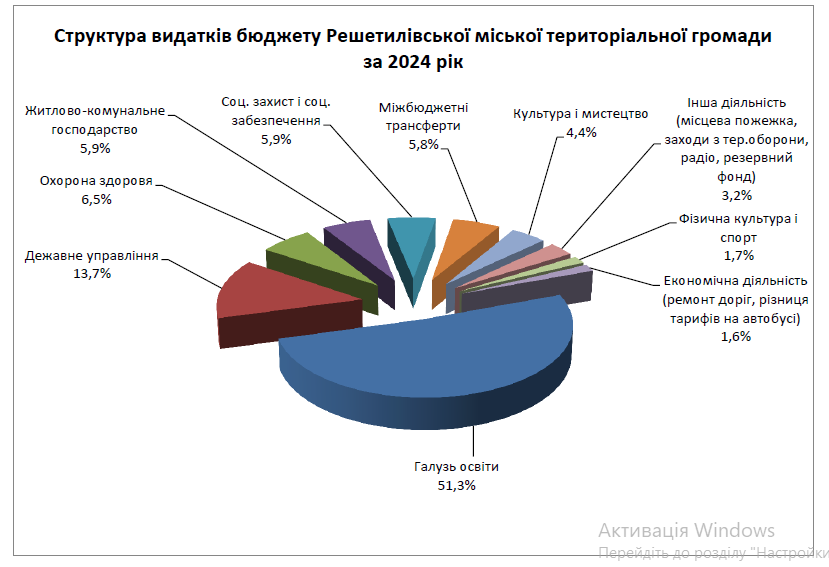 Структура видатків бюджету Решетилівської міської територіальної громади
за 2024 рік
Житлово-комунальне
господарство
5,9%
Соц. захист і соц.
забезпечення
5,9%
Міжбюджетні
трансферти
5,8%
Культура і мистецтво
4,4%
Інша діяльність
(місцева пожежка,
заходи з тер.оборони,
радіо, резервний
фонд)
3,2%
Охорона здоровя
6,5%
Фізична культура і
спорт
1,7%
Дежавне управління
13,7%
Економічна діяльність
(ремонт доріг, різниця
тарифів на автобусі)
1,6%
Галузь освіти
51,3%
Активація Windows
Перейдіть до розділу "Настройки